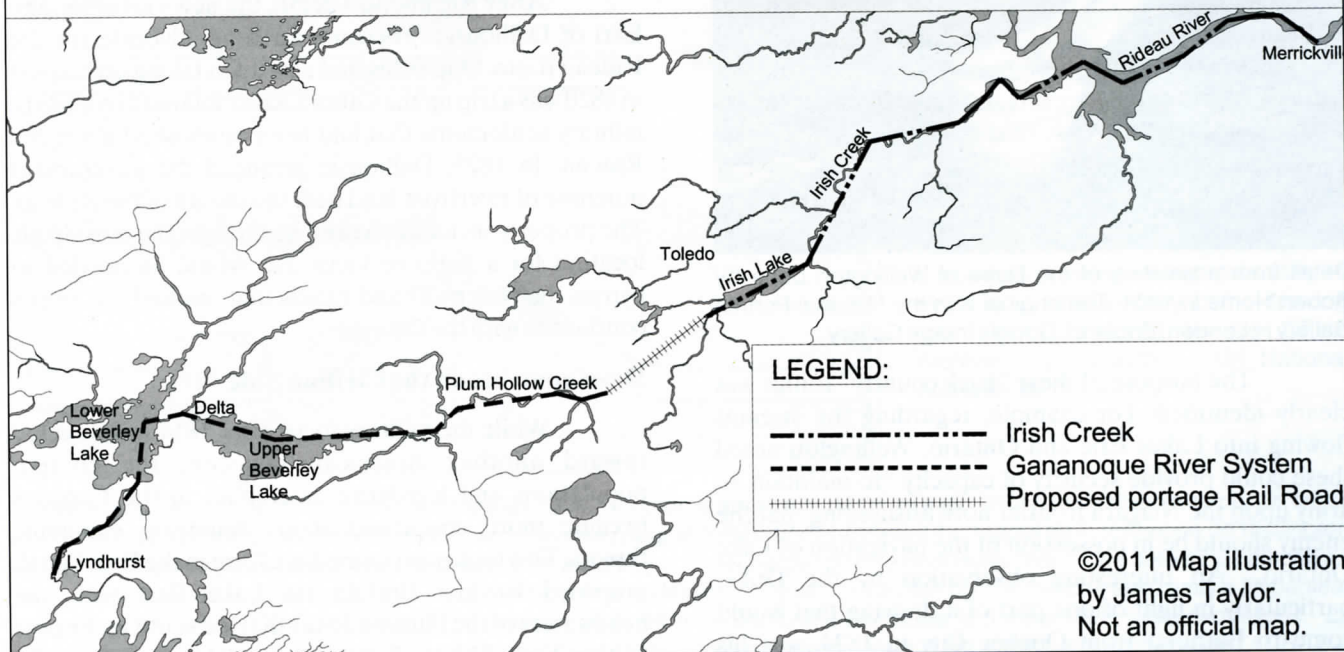 Rideau River
Merrickvill
Irish Creek
Toledo
Irish Lake
Plum Hollow Creek
Lower
Beverley
Lake
Delta
Upper
Beverley
Lake
Lyndhurst
LEGEND:
Irish Creek
Gananoque River System
Proposed portage Rail Road
©2011 Map Illustration
by James Taylor.
Not an official map.